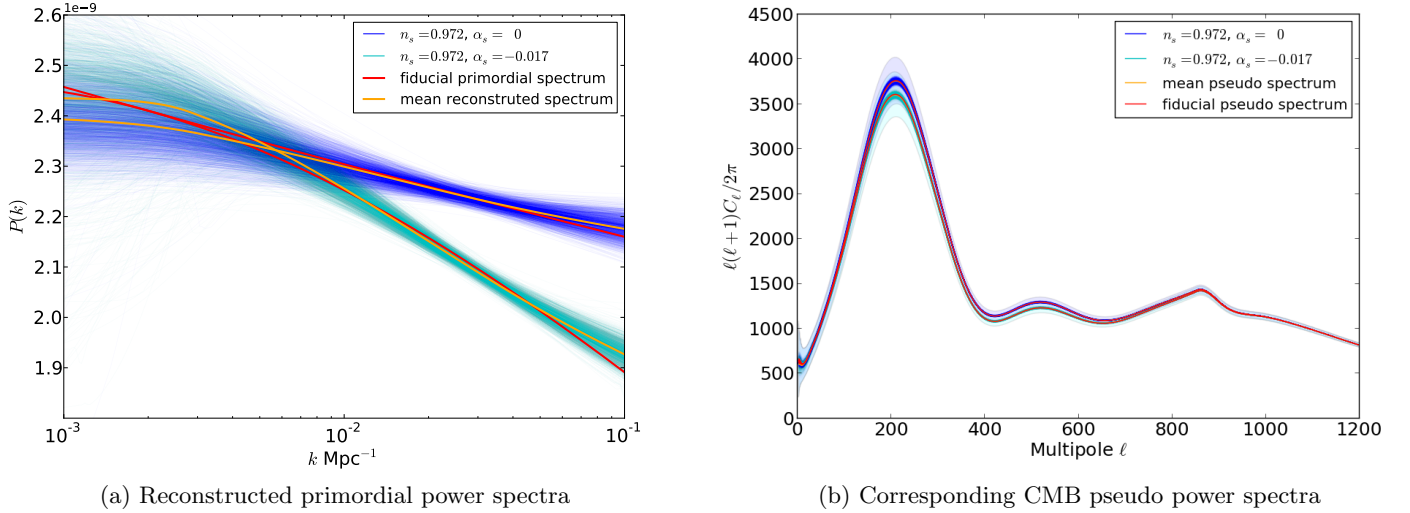 1e−9
2.6
2.5
2.4
2.3
2.2
2.1
2.0
1.9
P(k)
10^-3
10^-2
10^-1
k Mpc^−1
n_s =0.972, α_s = 0
n_s =0.972, α_s =−0.017
fiducial primordial spectrum
mean reconstruted spectrum
(a) Reconstructed primordial power spectra
4500
4000
3500
3000
2500
2000
1500
1000
500
0
ℓ(ℓ+1)C_ℓ/2π
0 200 400 600 800 1000 1200
Multipole ℓ
n_s =0.972, α_s = 0
n_s =0.972, α_s =−0.017
mean pseudo spectrum
fiducial pseudo spectrum
(b) Corresponding CMB pseudo power spectra